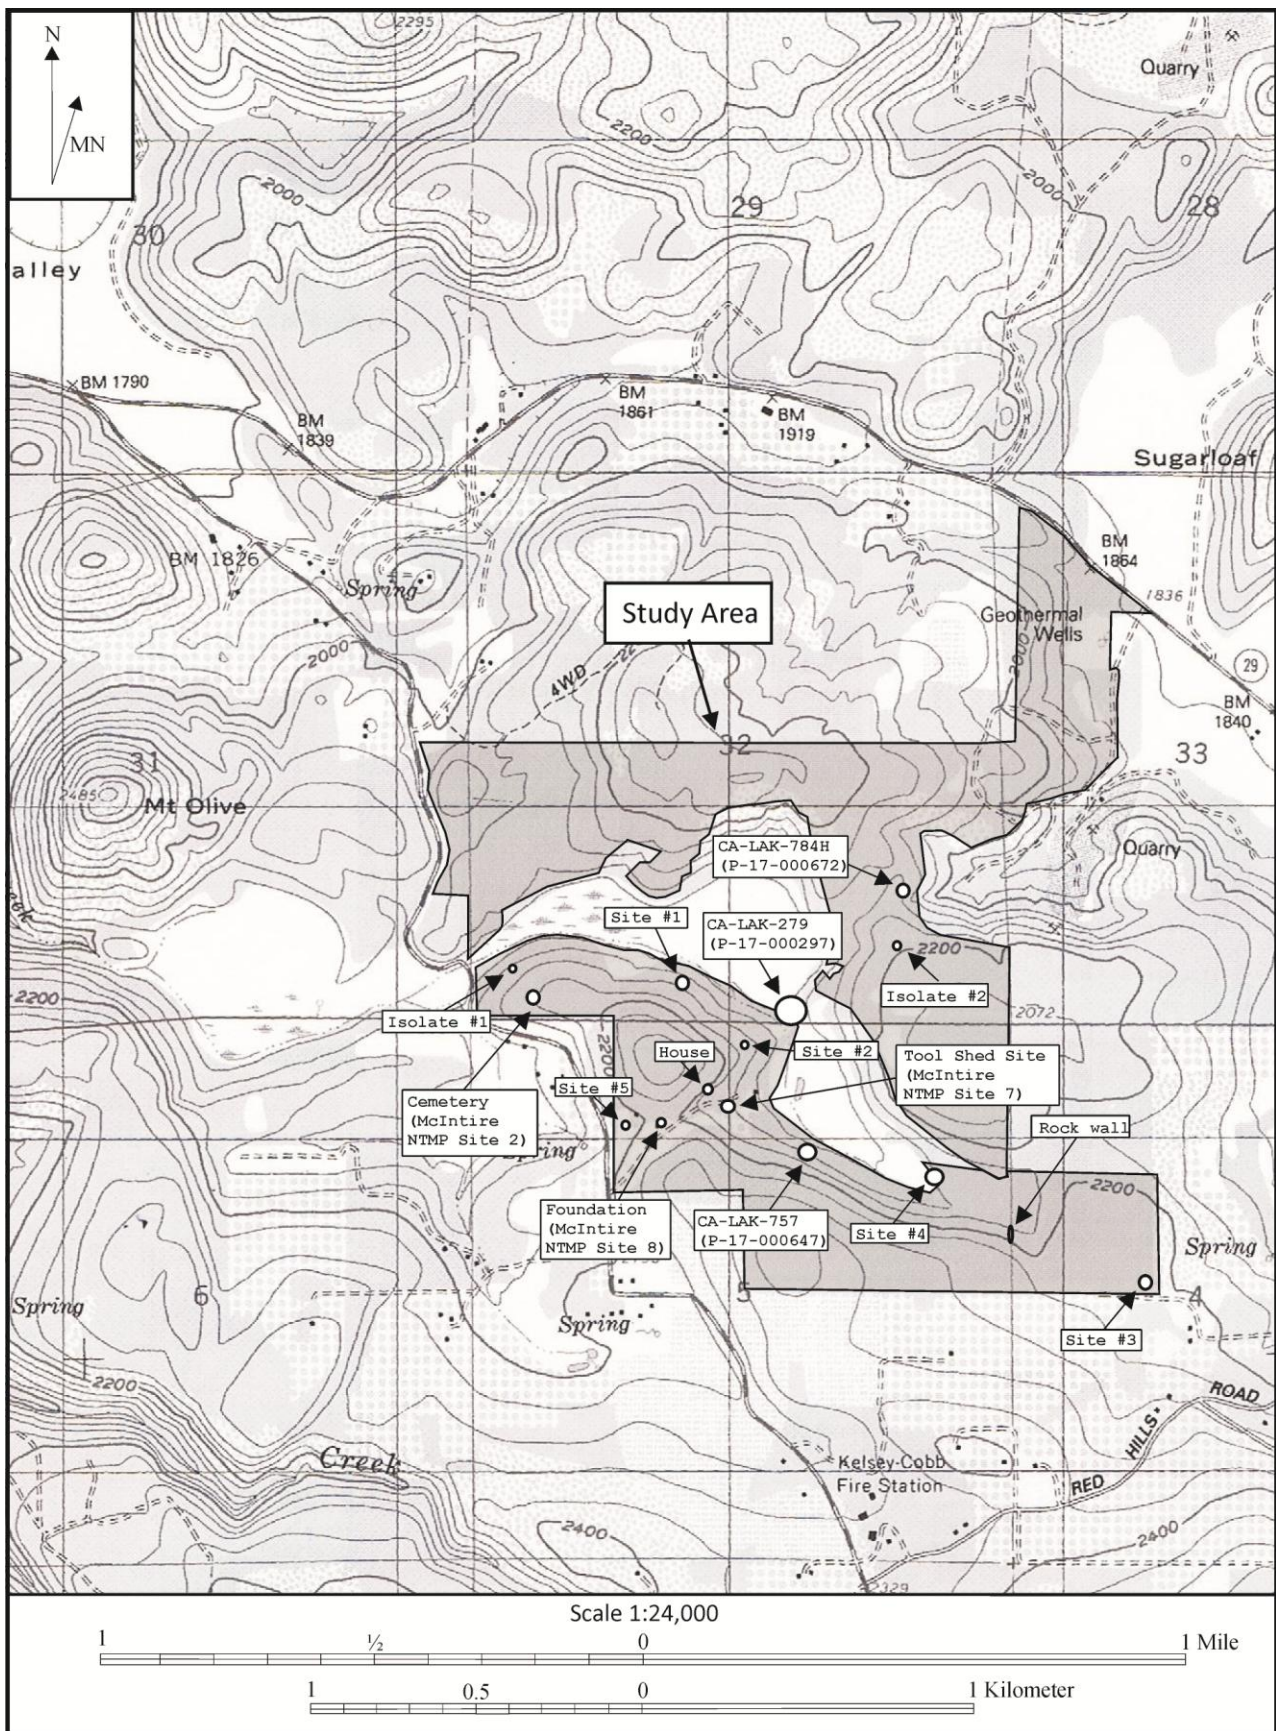 N
MN
2295
Quarry
2200
2000
2000
29
28
30
alley
BM 1790
BM
1861
BM
1919
BM
1839
Sugarloaf
BM 1826
Spring
BM
1864
1836
Study Area
Geothermal
Wells
2000
2000
4WD
29
BM
1840
31
32
33
2485
Mt Olive
CA-LAK-784H
(P-17-000672)
Quarry
Site #1
CA-LAK-279
(P-17-000297)
2200
2200
Isolate #1
Isolate #2
2072
2200
House
Site #2
Tool Shed Site
(McIntire
NTMP Site 7)
Site #5
Cemetery
(McIntire
NTMP Site 2)
Rock wall
Spring
Foundation
(McIntire
NTMP Site 8)
CA-LAK-757
(P-17-000647)
Site #4
2200
Spring
6
5
4
Spring
Spring
Site #3
2200
ROAD
HILLS
RED
Creek
Kelsey-Cobb
Fire Station
2400
2400
2329
Scale 1:24,000
1 ½ 0 1 Mile
1 0.5 0 1 Kilometer